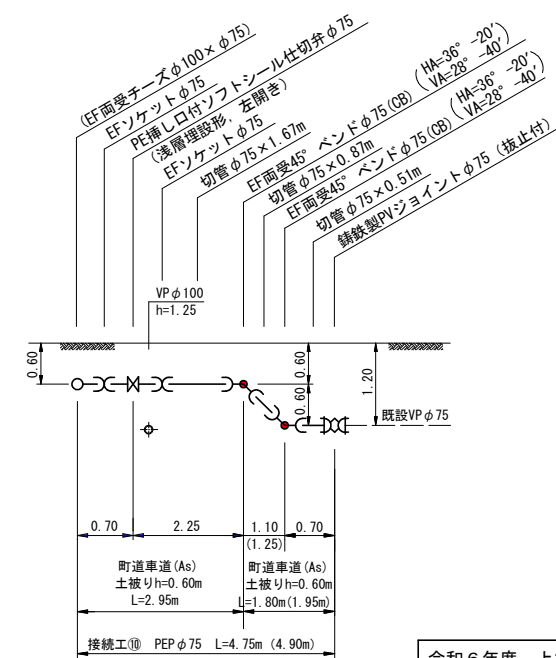 (EF両受チーズφ100×φ75)
EFソケットφ75
PE挿し口付ソフトシール仕切弁φ75
(浅層埋設形, 左開き)
EFソケットφ75
切管φ75×1.67m
EF両受45°ベンドφ75(CB) (HA=36°-20′
VA=28°-40′)
切管φ75×0.87m
EF両受45°ベンドφ75(CB) (HA=36°-20′
VA=28°-40′)
切管φ75×0.51m
鋳鉄製PVジョイントφ75 (抜止付)
VPφ100
h=1.25
0.60
0.60
0.60
1.20
既設VPφ75
0.70
2.25
1.10
(1.25)
0.70
町道車道(As)
土被りh=0.60m
L=2.95m
町道車道(As)
土被りh=0.60m
L=1.80m(1.95m)
接続工⑩ PEPφ75 L=4.75m (4.90m)
令和6年度